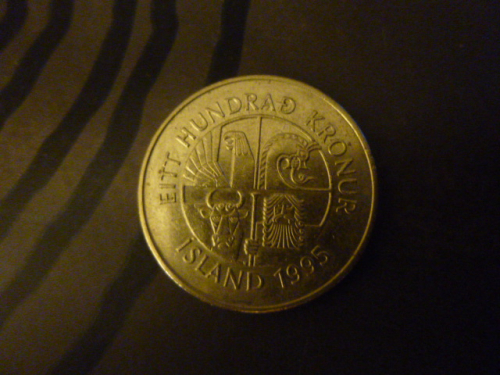 EITT HUNDRAÐ KRÓNUR
ÍSLAND 1995